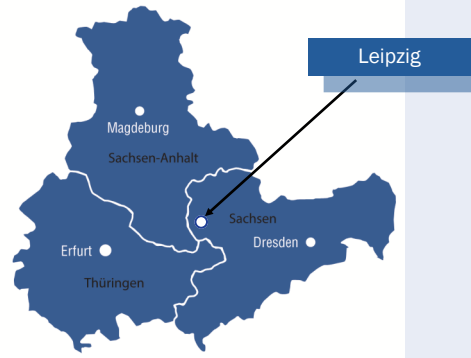 Leipzig
Magdeburg
Sachsen-Anhalt
Sachsen
Erfurt
Dresden
Thüringen